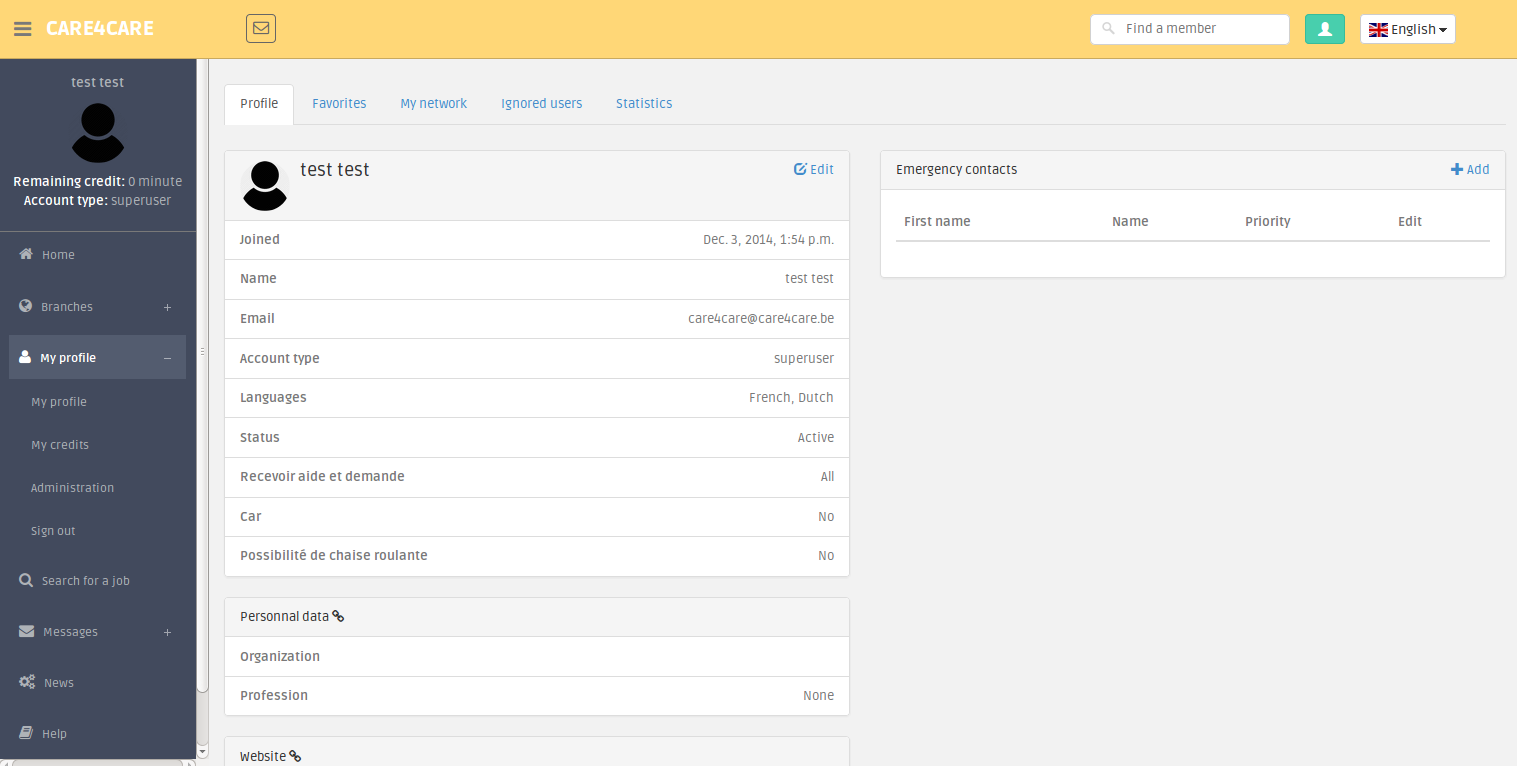 CARE4CARE
Find a member
English
test test
Remaining credit: 0 minute
Account type: superuser
Home
Branches +
My profile –
My profile
My credits
Administration
Sign out
Search for a job
Messages +
News
Help
Profile Favorites My network Ignored users Statistics
test test Edit
Joined Dec. 3, 2014, 1:54 p.m.
Name test test
Email care4care@care4care.be
Account type superuser
Languages French, Dutch
Status Active
Recevoir aide et demande All
Car No
Possibilité de chaise roulante No
Personnal data
Organization
Profession None
Website
Emergency contacts Add
First name Name Priority Edit